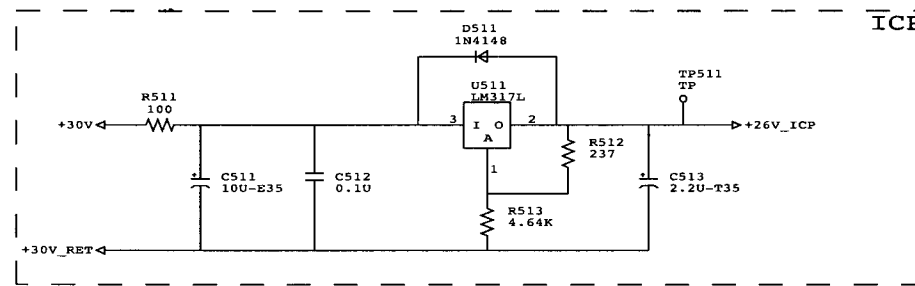 ICP
D511
1N4148
U511
LM317L
TP511
TP
R511
100
+30V
3
I O
A
2
+26V_ICP
R512
237
1
C511
10U-E35
C512
0.1U
C513
2.2U-T35
R513
4.64K
+30V_RET